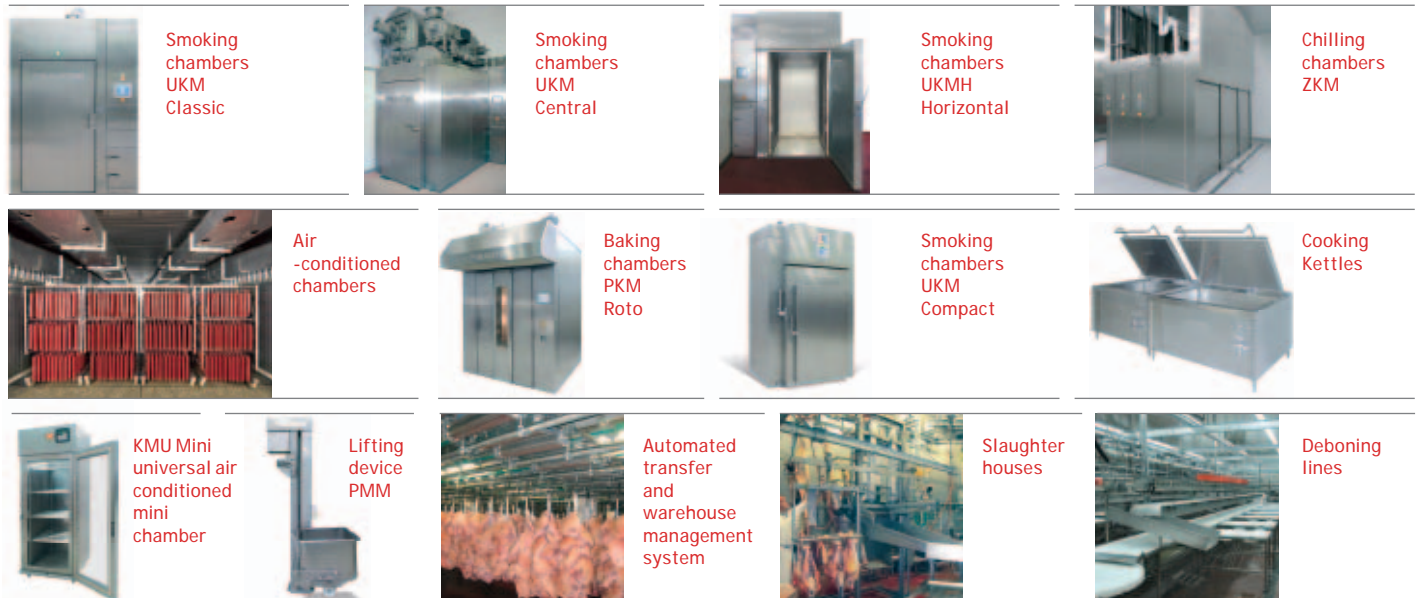 Smoking
chambers
UKM
Classic
Smoking
chambers
UKM
Central
Smoking
chambers
UKMH
Horizontal
Chilling
chambers
ZKM
Air
-conditioned
chambers
Baking
chambers
PKM
Roto
Smoking
chambers
UKM
Compact
Cooking
Kettles
KMU Mini
universal air
conditioned
mini
chamber
Lifting
device
PMM
Automated
transfer
and
warehouse
management
system
Slaughter
houses
Deboning
lines